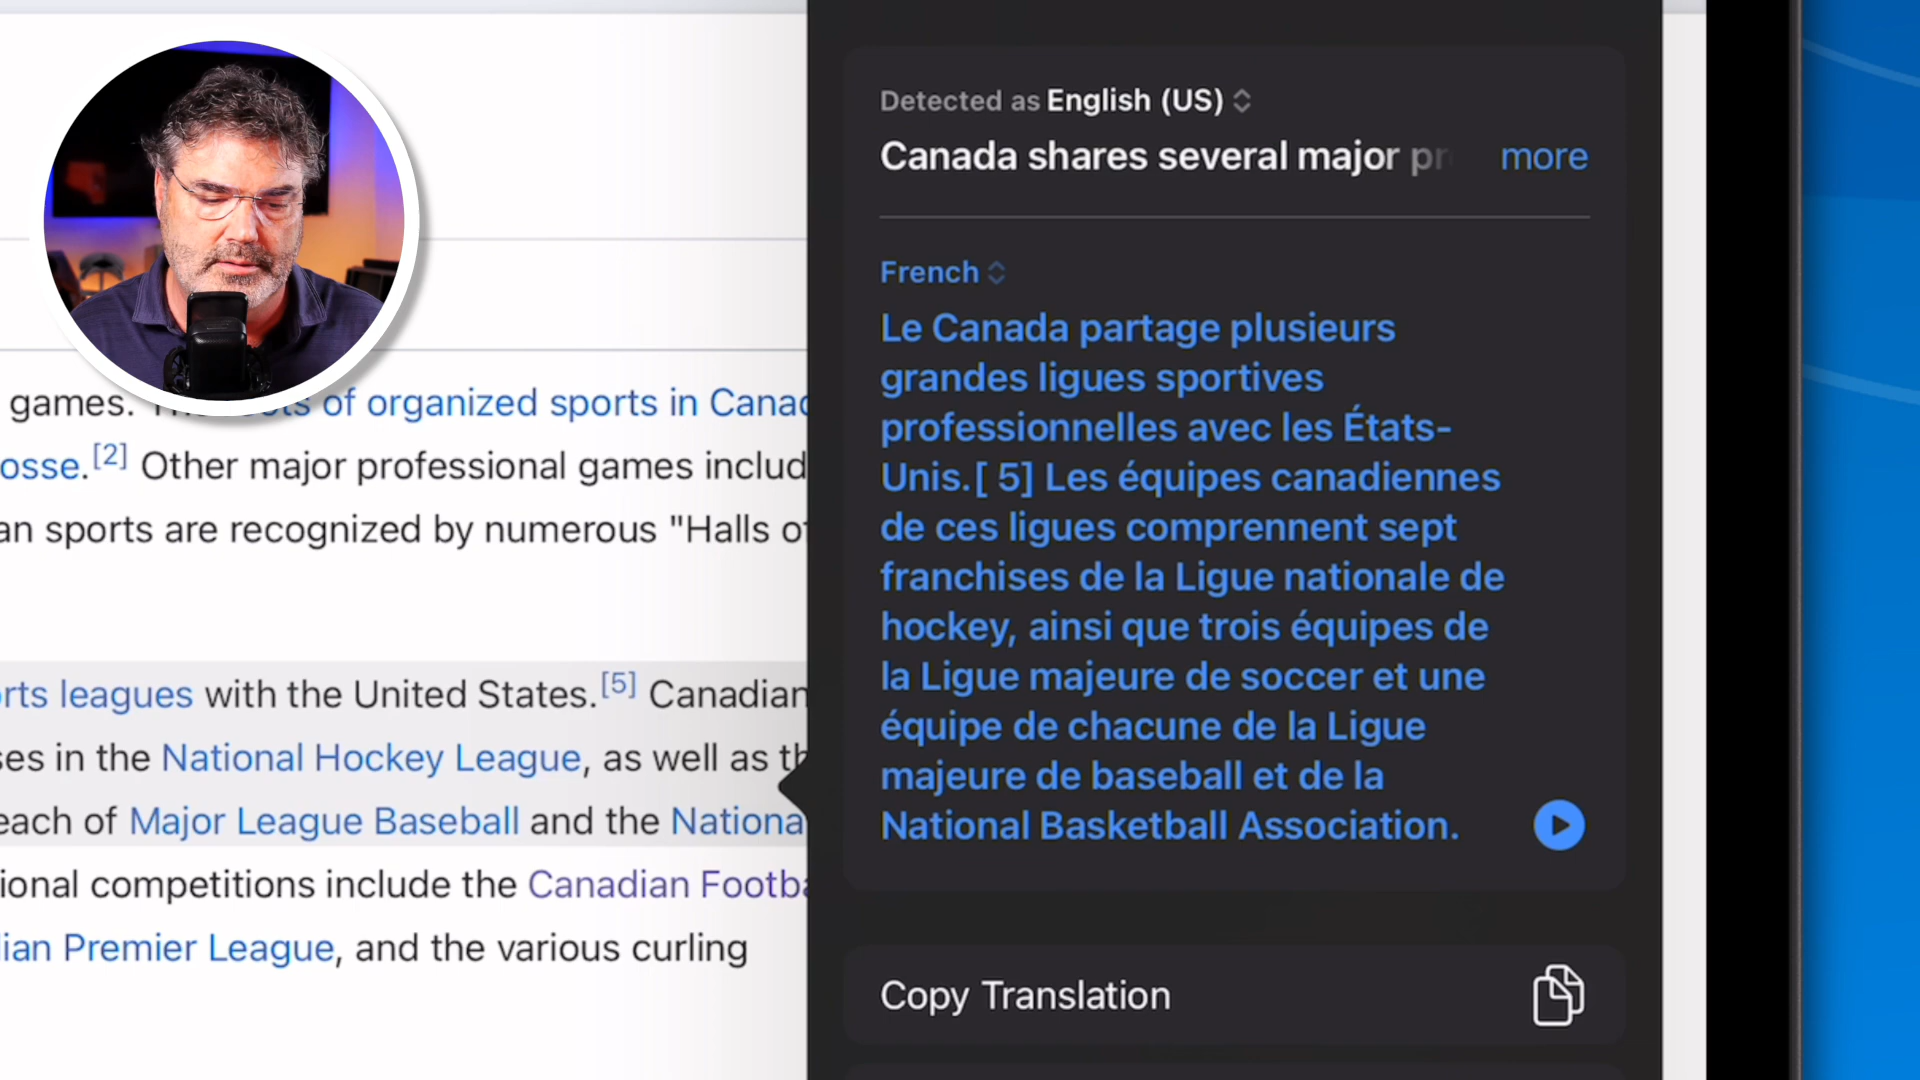 games.
of organized sports in Canad
osse.[2] Other major professional games includ
an sports are recognized by numerous "Halls of
rts leagues with the United States.[5] Canadian
ses in the National Hockey League, as well as th
each of Major League Baseball and the Nationa
ional competitions include the Canadian Footba
lian Premier League, and the various curling
Detected as English (US)
Canada shares several major pr
more
French
Le Canada partage plusieurs
grandes ligues sportives
professionnelles avec les États-
Unis.[ 5] Les équipes canadiennes
de ces ligues comprennent sept
franchises de la Ligue nationale de
hockey, ainsi que trois équipes de
la Ligue majeure de soccer et une
équipe de chacune de la Ligue
majeure de baseball et de la
National Basketball Association.
Copy Translation